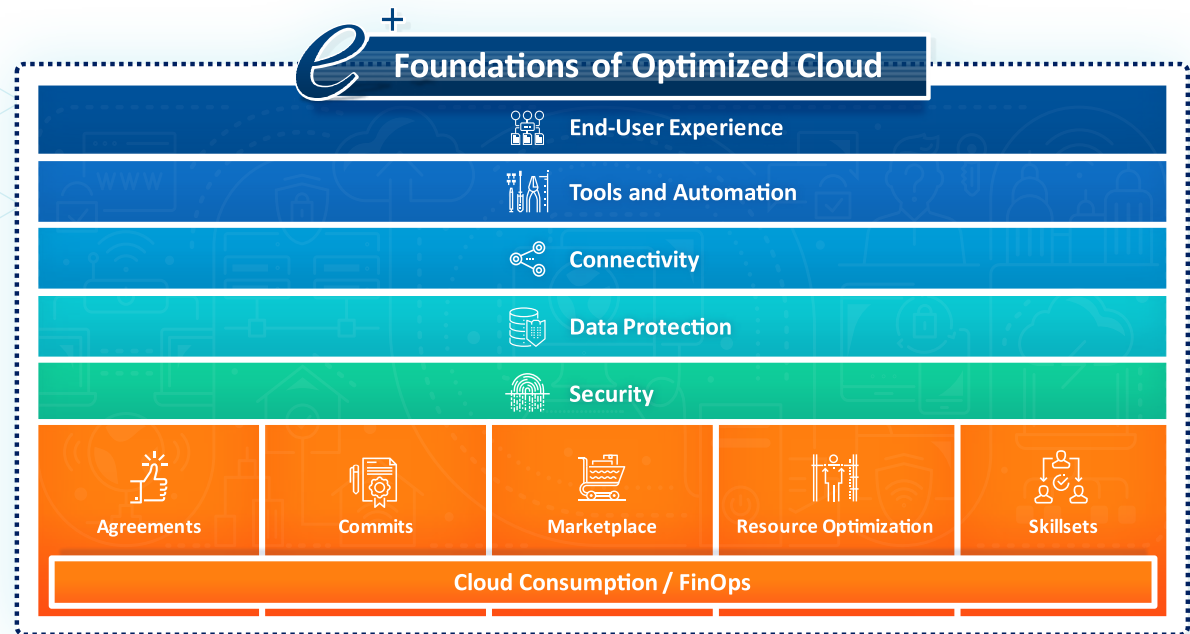 e+
Foundations of Optimized Cloud
End-User Experience
WWW
Tools and Automation
Connectivity
Data Protection
Security
Agreements
Commits
Marketplace
Resource Optimization
Skillsets
Cloud Consumption / FinOps